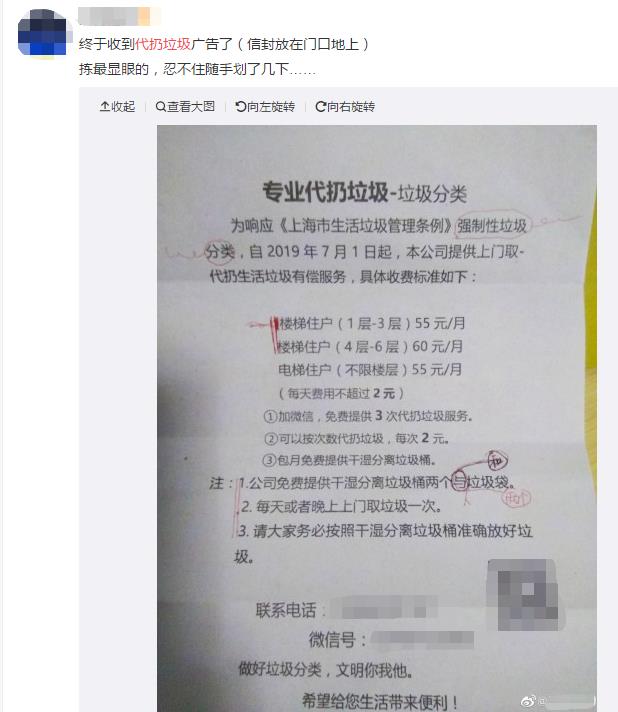 终于收到代扔垃圾广告了（信封放在门口地上）
拣最显眼的，忍不住随手划了几下……
收起
查看大图
向左旋转
向右旋转
专业代扔垃圾-垃圾分类
为响应《上海市生活垃圾管理条例》强制性垃圾
分类，自 2019 年 7 月 1 日起，本公司提供上门取-
代扔生活垃圾有偿服务，具体收费标准如下：
楼梯住户（1 层-3 层）55 元/月
楼梯住户（4 层-6 层）60 元/月
电梯住户（不限楼层）55 元/月
（每天费用不超过 2 元）
①加微信，免费提供 3 次代扔垃圾服务。
②可以按次数代扔垃圾，每次 2 元。
③包月免费提供干湿分离垃圾桶。
和
注：1.公司免费提供干湿分离垃圾桶两个与垃圾袋。
两个
2. 每天或者晚上上门取垃圾一次。
3. 请大家务必按照干湿分离垃圾桶准确放好垃
圾。
联系电话：
微信号：
做好垃圾分类，文明你我他。
希望给您生活带来便利！
@